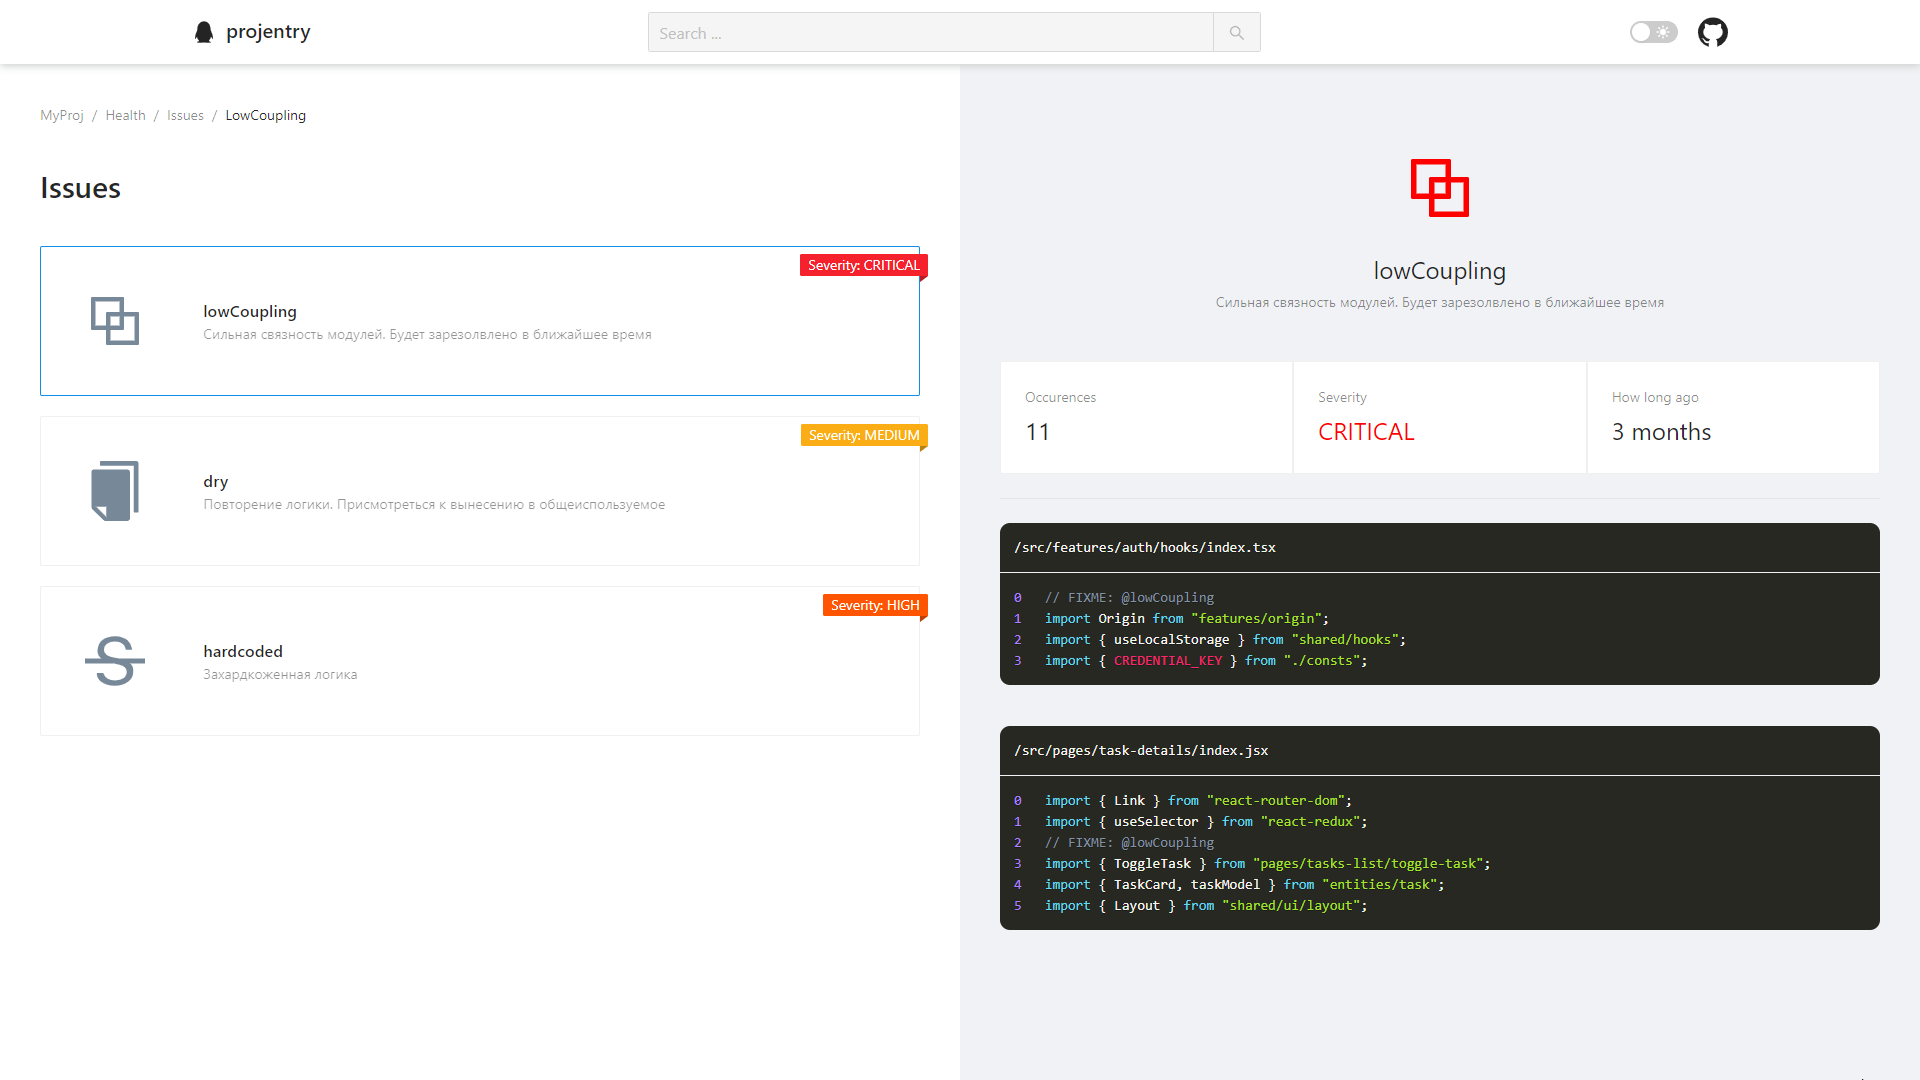 projentry
Search ...
MyProj / Health / Issues / LowCoupling
Issues
Severity: CRITICAL
lowCoupling
Сильная связность модулей. Будет зарезолвлено в ближайшее время
Severity: MEDIUM
dry
Повторение логики. Присмотреться к вынесению в общеиспользуемое
Severity: HIGH
hardcoded
Захардкоженная логика
lowCoupling
Сильная связность модулей. Будет зарезолвлено в ближайшее время
Occurences
11
Severity
CRITICAL
How long ago
3 months
/src/features/auth/hooks/index.tsx
0 // FIXME: @lowCoupling
1 import Origin from "features/origin";
2 import { useLocalStorage } from "shared/hooks";
3 import { CREDENTIAL_KEY } from "./consts";
/src/pages/task-details/index.jsx
0 import { Link } from "react-router-dom";
1 import { useSelector } from "react-redux";
2 // FIXME: @lowCoupling
3 import { ToggleTask } from "pages/tasks-list/toggle-task";
4 import { TaskCard, taskModel } from "entities/task";
5 import { Layout } from "shared/ui/layout";